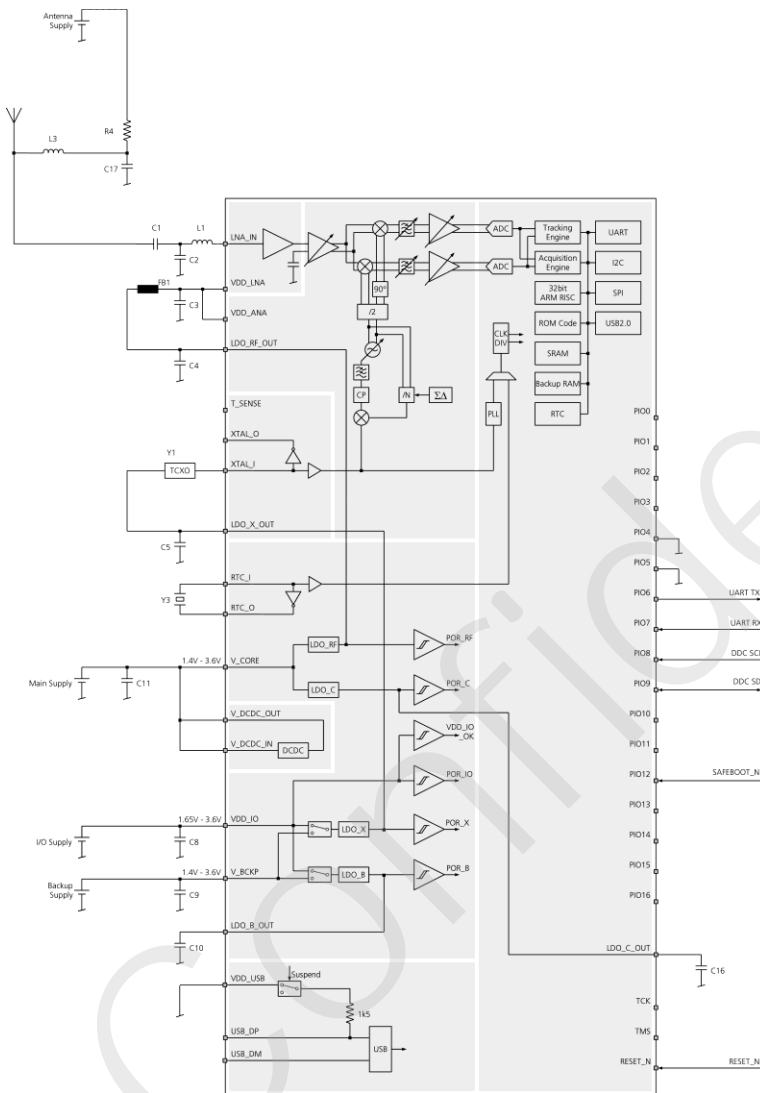 Antenna
Supply
R4
L3
C17
C1
L1
C2
LNA_IN
ADC
Tracking
Engine
UART
ADC
Acquisition
Engine
I2C
FB1
VDD_LNA
C3
90°
32bit
ARM RISC
SPI
VDD_ANA
/2
ROM Code
USB2.0
LDO_RF_OUT
C4
CLK
DIV
SRAM
CP
/N
ΣΔ
Backup RAM
T_SENSE
PLL
RTC
PIO0
XTAL_O
PIO1
Y1
TCXO
XTAL_I
PIO2
PIO3
LDO_X_OUT
C5
PIO4
PIO5
RTC_I
Y3
RTC_O
PIO6
UART TX
PIO7
UART RX
LDO_RF
POR_RF
1.4V - 3.6V
V_CORE
PIO8
DDC SCL
Main Supply
C11
LDO_C
POR_C
PIO9
DDC SD
V_DCDC_OUT
PIO10
VDD_IO
_OK
V_DCDC_IN
DCDC
PIO11
POR_IO
PIO12
SAFEBOOT_N
1.65V - 3.6V
VDD_IO
PIO13
I/O Supply
C8
LDO_X
POR_X
PIO14
1.4V - 3.6V
V_BCKP
PIO15
Backup
Supply
C9
LDO_B
POR_B
PIO16
LDO_B_OUT
C10
LDO_C_OUT
C16
VDD_USB
Suspend
1k5
TCK
USB_DP
TMS
USB_DM
USB
RESET_N
RESET_N
Confide